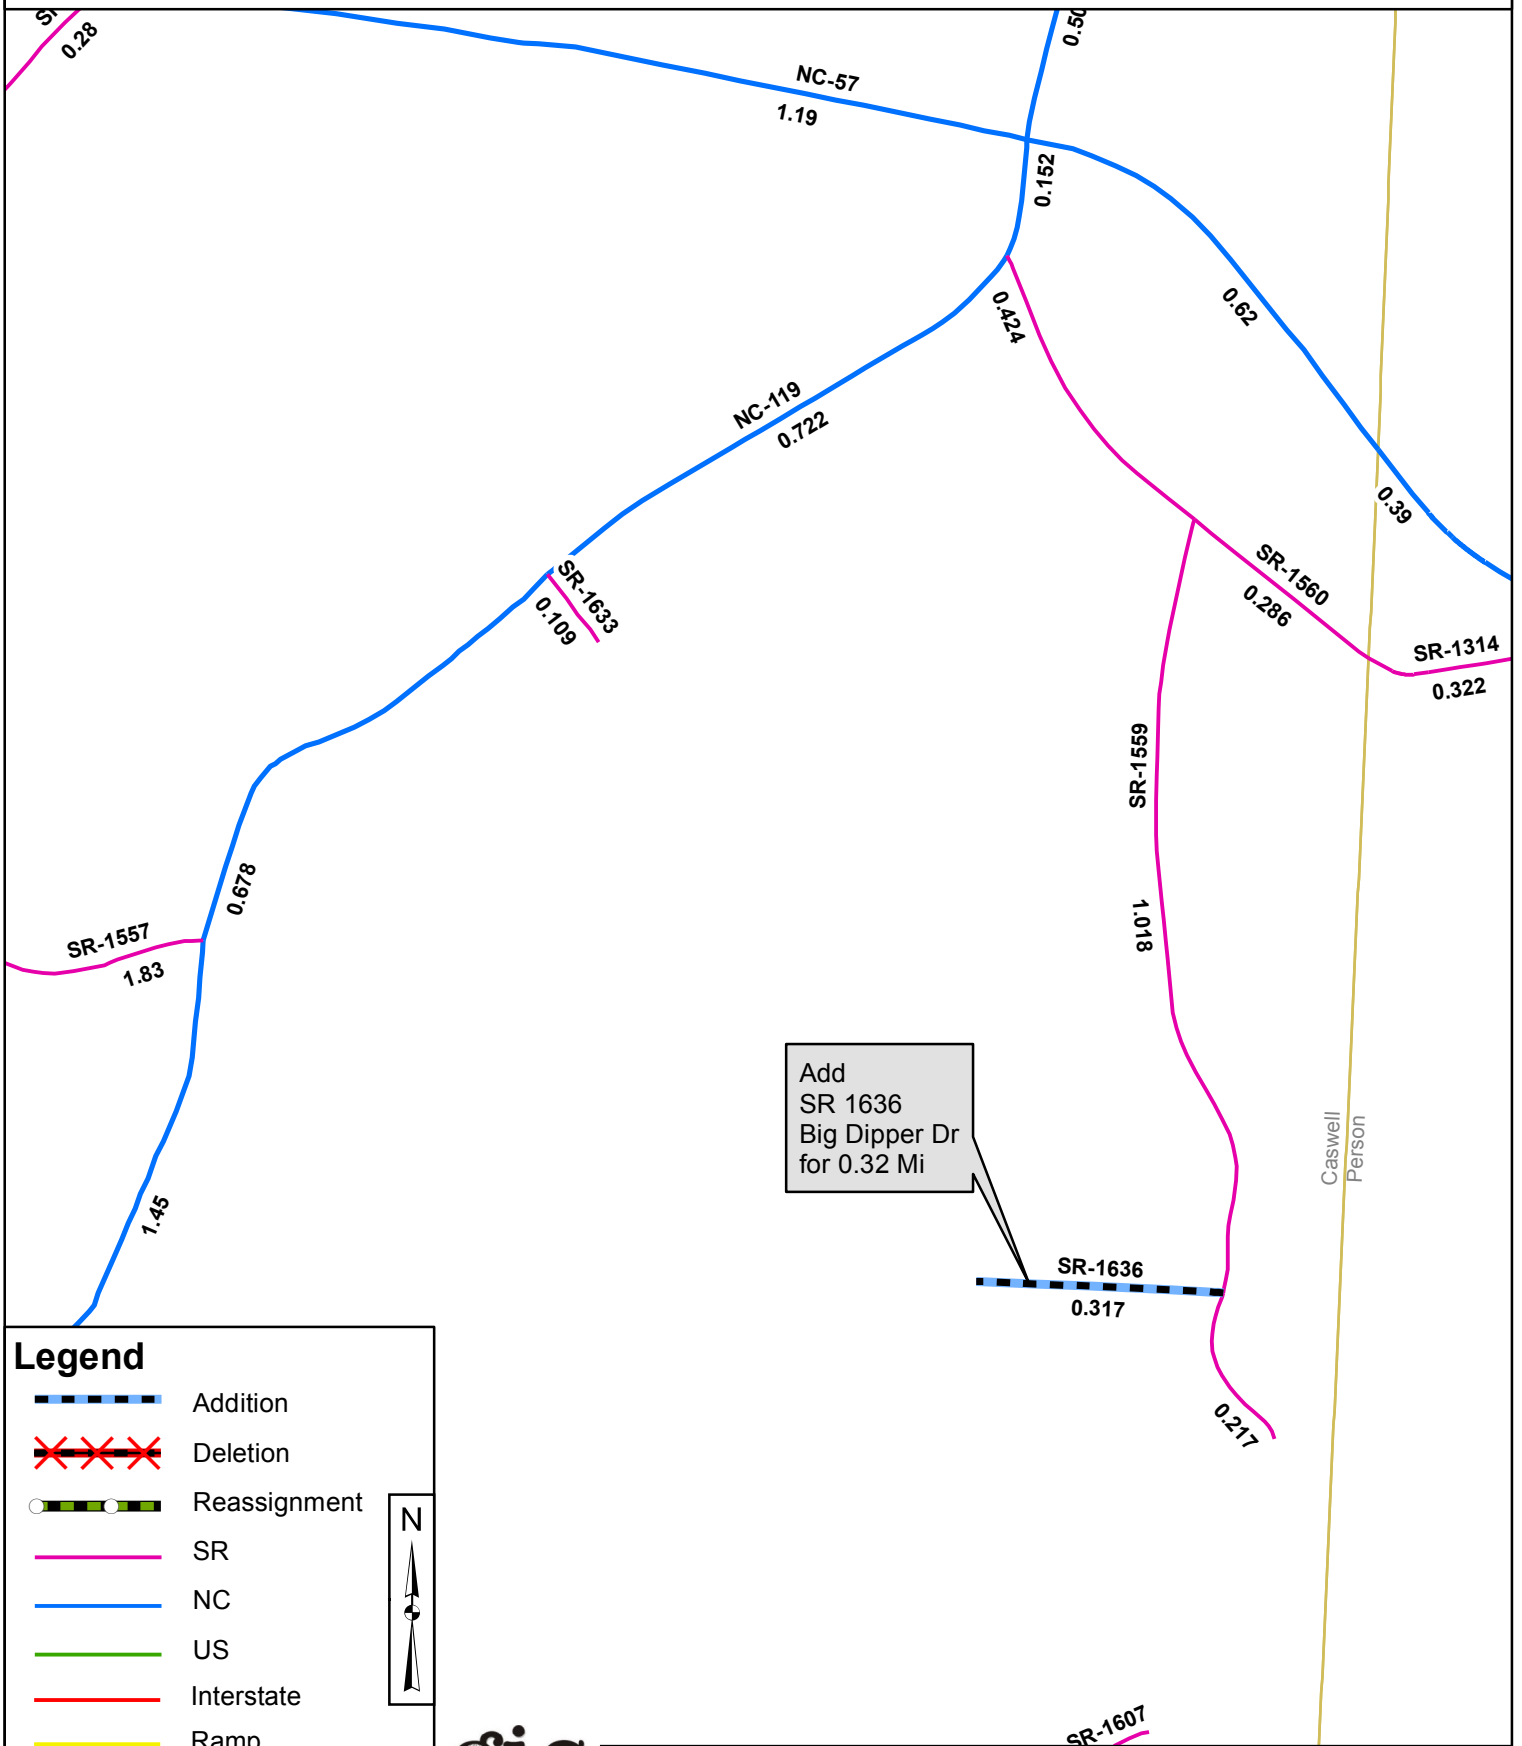 0.28
0.50
NC-57
1.19
0.152
0.62
0.424
NC-119
0.722
0.39
SR-1560
0.286
SR-1633
0.109
SR-1314
0.322
SR-1559
0.678
1.018
SR-1557
1.83
Add
SR 1636
Big Dipper Dr
for 0.32 Mi
Caswell
Person
1.45
SR-1636
0.317
0.217
Legend
Addition
Deletion
Reassignment
N
SR
NC
US
Interstate
Ramp
SR-1607